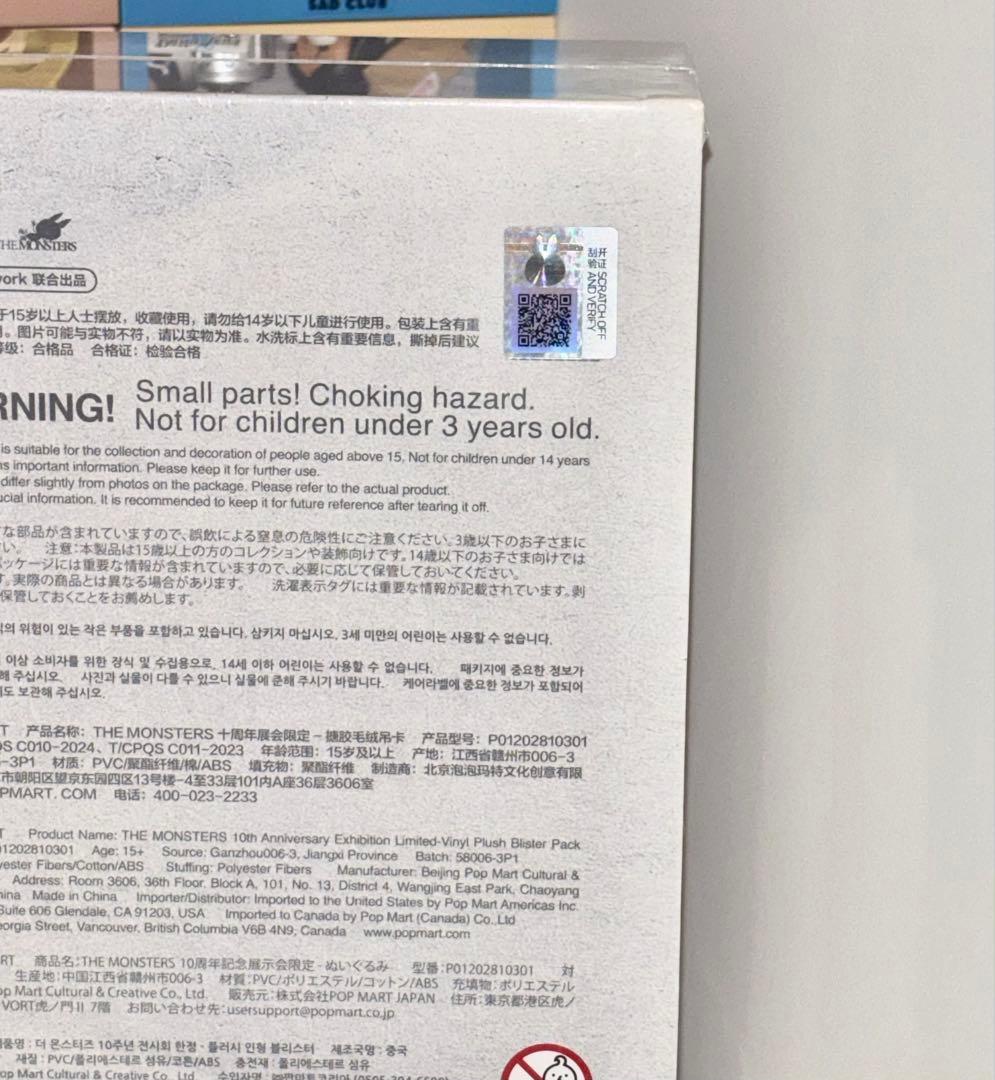 SAD CLUB
THE MONSTERS
work 联合出品
于15岁以上人士摆放，收藏使用，请勿给14岁以下儿童进行使用。包装上含有重
。图片可能与实物不符，请以实物为准。水洗标上含有重要信息，撕掉后建议
等级：合格品 合格证：检验合格
开 SCRATCH OFF
刮证
验 AND VERIFY
RNING! Small parts! Choking hazard.
Not for children under 3 years old.
is suitable for the collection and decoration of people aged above 15. Not for children under 14 years
ns important information. Please keep it for further use.
differ slightly from photos on the package. Please refer to the actual product.
ucial information. It is recommended to keep it for future reference after tearing it off.
な部品が含まれていますので、誤飲による窒息の危険性にご注意ください。3歳以下のお子さまに
い。 注意：本製品は15歳以上の方のコレクションや装飾向けです。14歳以下のお子さま向けでは
パッケージには重要な情報が含まれていますので、必要に応じて保管しておいてください。
す。実際の商品とは異なる場合があります。 洗濯表示タグには重要な情報が記載されています。剥
保管しておくことをお薦めします。
의 위험이 있는 작은 부품을 포함하고 있습니다. 삼키지 마십시오, 3세 미만의 어린이는 사용할 수 없습니다.
이상 소비자를 위한 장식 및 수집용으로, 14세 이하 어린이는 사용할 수 없습니다. 패키지에 중요한 정보가
해 주십시오. 사진과 실물이 다를 수 있으니 실물에 준해 주시기 바랍니다. 케어라벨에 중요한 정보가 포함되어
도 보관해 주십시오.
T 产品名称：THE MONSTERS 十周年展会限定－搪胶毛绒吊卡 产品型号：P01202810301
QS C010-2024、T/CPQS C011-2023 年龄范围：15岁及以上 产地：江西省赣州市006-3
-3P1 材质：PVC/聚酯纤维/棉/ABS 填充物：聚酯纤维 制造商：北京泡泡玛特文化创意有限
市朝阳区望京东园四区13号楼-4至33层101内A座36层3606室
PMART. COM 电话：400-023-2233
T Product Name: THE MONSTERS 10th Anniversary Exhibition Limited-Vinyl Plush Blister Pack
01202810301 Age: 15+ Source: Ganzhou006-3, Jiangxi Province Batch: 58006-3P1
yester Fibers/Cotton/ABS Stuffing: Polyester Fibers Manufacturer: Beijing Pop Mart Cultural &
Address: Room 3606, 36th Floor, Block A, 101, No. 13, District 4, Wangjing East Park, Chaoyang
hina Made in China Importer/Distributor: Imported to the United States by Pop Mart Americas Inc.
Suite 606 Glendale, CA 91203, USA Imported to Canada by Pop Mart (Canada) Co.,Ltd
eorgia Street, Vancouver, British Columbia V6B 4N9, Canada www.popmart.com
RT 商品名：THE MONSTERS 10周年記念展示会限定 - ぬいぐるみ 型番：P01202810301 対
生産地：中国江西省贛州市006-3 材質：PVC/ポリエステル/コットン/ABS 充填物：ポリエステル
op Mart Cultural & Creative Co., Ltd. 販売元：株式会社POP MART JAPAN 住所：東京都港区虎ノ
VORT虎ノ門II 7階 お問い合わせ先：usersupport@popmart.co.jp
품명 : 더 몬스터즈 10주년 전시회 한정 - 플러시 인형 블리스터 제조국명 : 중국
재질 : PVC/폴리에스테르 섬유/코튼/ABS 충전재 : 폴리에스테르 섬유
op Mart Cultural & Creative Co., Ltd.